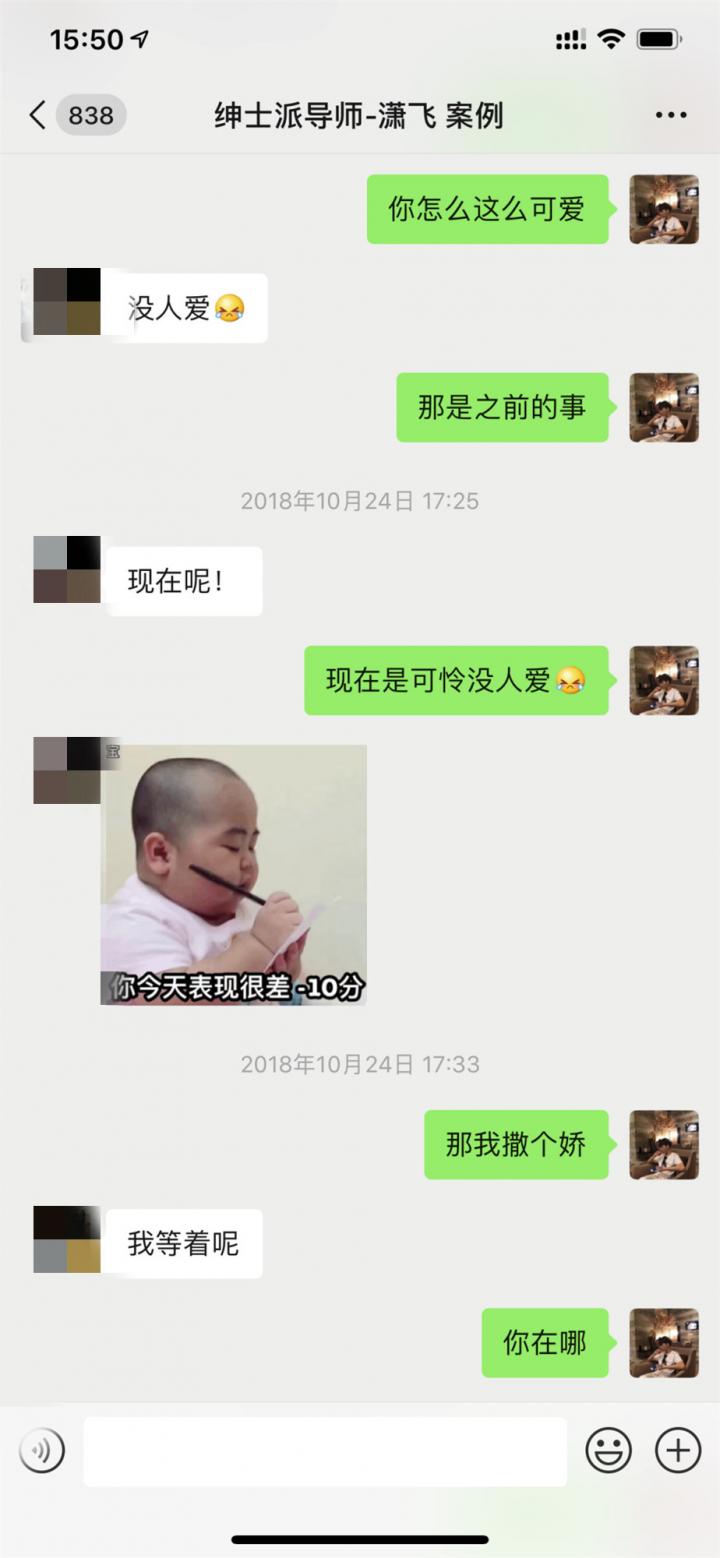 15:50
838
绅士派导师-潇飞 案例
你怎么这么可爱
没人爱😹
那是之前的事
2018年10月24日 17:25
现在呢!
现在是可怜没人爱😹
宝
你今天表现很差 -10分
2018年10月24日 17:33
那我撒个娇
我等着呢
你在哪